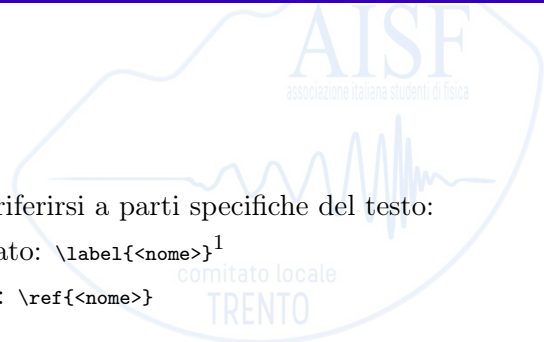 AISF
associazione italiana studenti di fisica
riferirsi a parti specifiche del testo:
ato: \label{<nome>}1
comitato locale
: \ref{<nome>}
TRENTO